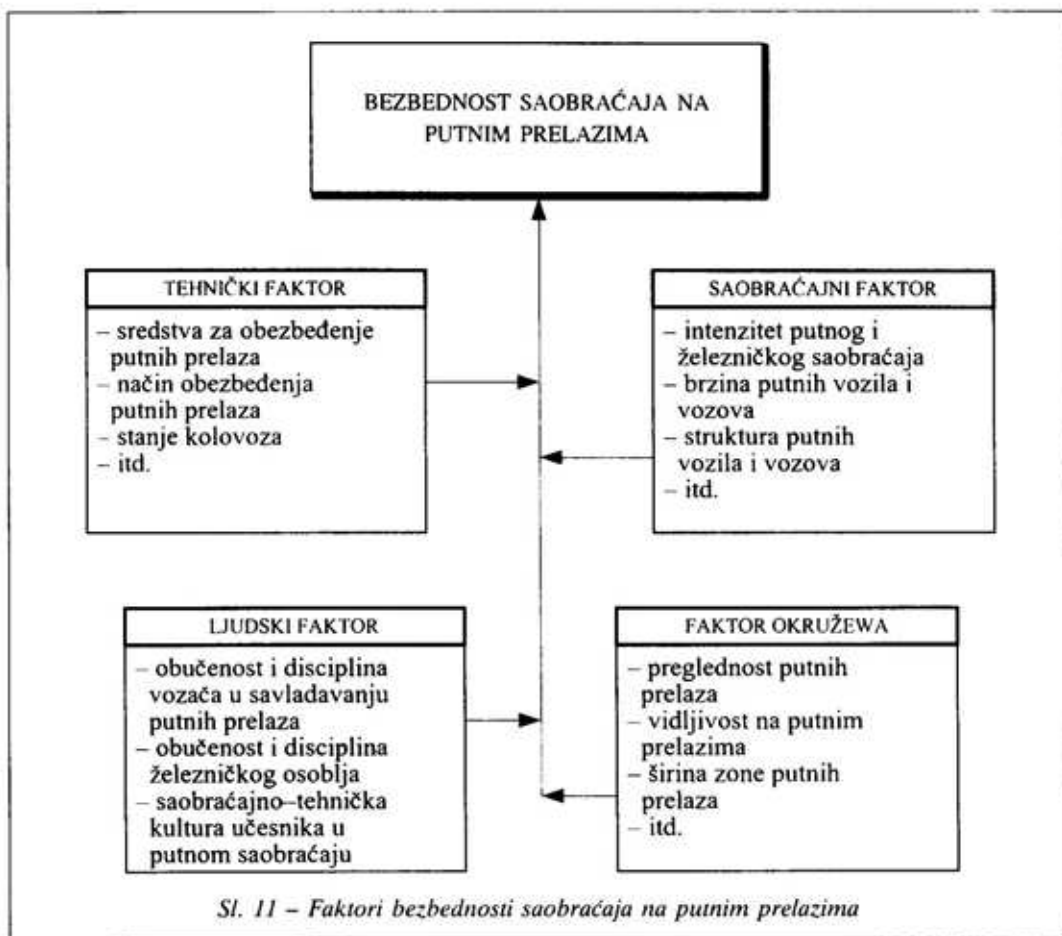 BEZBEDNOST SAOBRAĆAJA NA
PUTNIM PRELAZIMA
TEHNIČKI FAKTOR
– sredstva za obezbeđenje
putnih prelaza
– način obezbeđenja
putnih prelaza
– stanje kolovoza
– itd.
SAOBRAĆAJNI FAKTOR
– intenzitet putnog i
železničkog saobraćaja
– brzina putnih vozila i
vozova
– struktura putnih
vozila i vozova
– itd.
LJUDSKI FAKTOR
– obučenost i disciplina
vozača u savladavanju
putnih prelaza
– obučenost i disciplina
železničkog osoblja
– saobraćajno–tehnička
kultura učesnika u
putnom saobraćaju
FAKTOR OKRUŽEWA
– preglednost putnih
prelaza
– vidljivost na putnim
prelazima
– širina zone putnih
prelaza
– itd.
Sl. 11 – Faktori bezbednosti saobraćaja na putnim prelazima